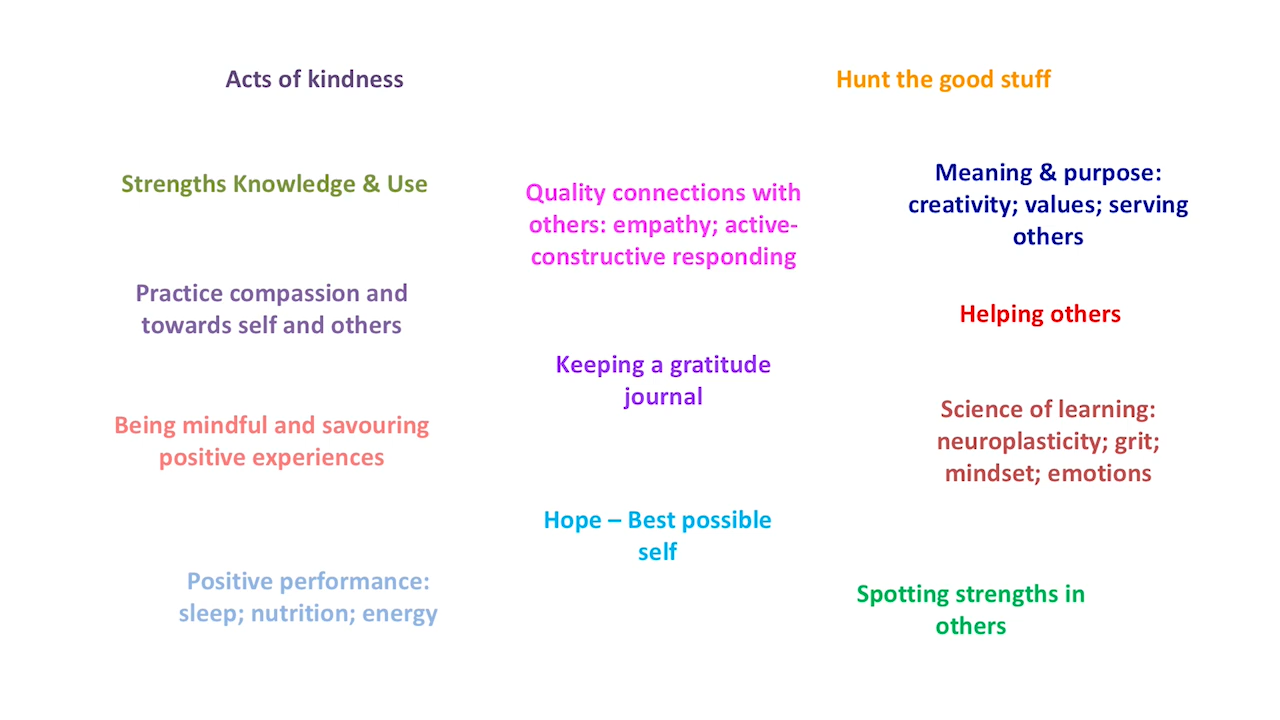 Acts of kindness
Hunt the good stuff
Strengths Knowledge & Use
Quality connections with
others: empathy; active-
constructive responding
Meaning & purpose:
creativity; values; serving
others
Practice compassion and
towards self and others
Helping others
Keeping a gratitude
journal
Being mindful and savouring
positive experiences
Science of learning:
neuroplasticity; grit;
mindset; emotions
Hope – Best possible
self
Positive performance:
sleep; nutrition; energy
Spotting strengths in
others